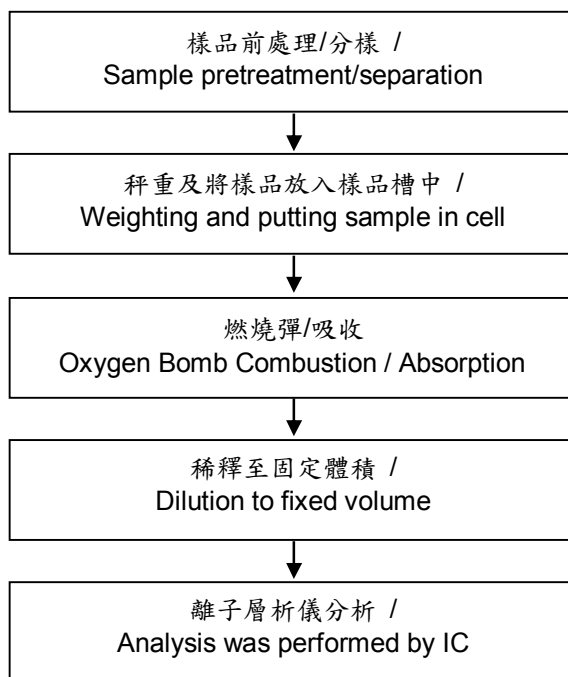 樣品前處理/分樣 /
Sample pretreatment/separation
秤重及將樣品放入樣品槽中 /
Weighting and putting sample in cell
燃燒彈/吸收
Oxygen Bomb Combustion / Absorption
稀釋至固定體積 /
Dilution to fixed volume
離子層析儀分析 /
Analysis was performed by IC